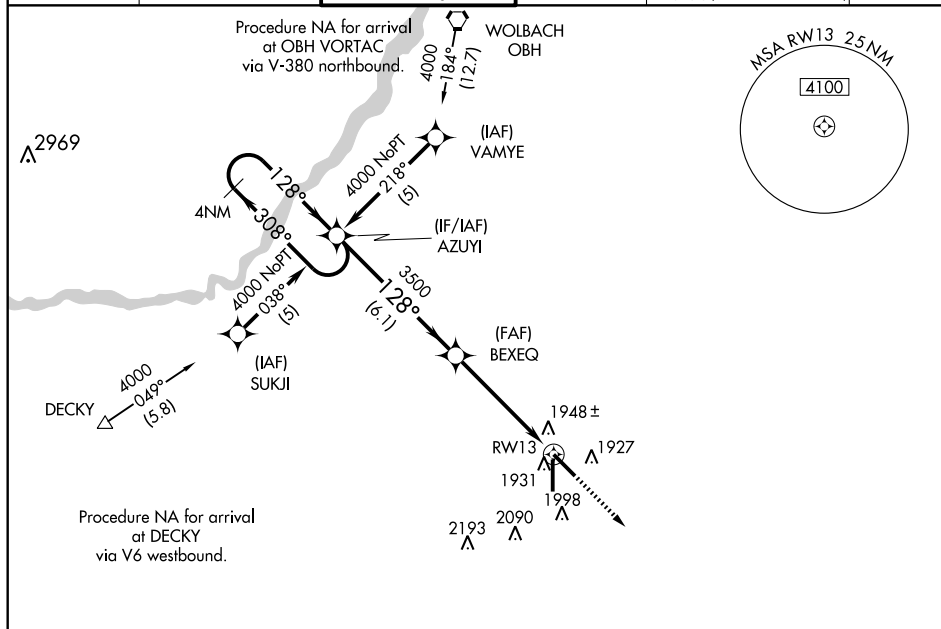 Procedure NA for arrival
at OBH VORTAC
via V-380 northbound.
WOLBACH
OBH
4000
184°
(12.7)
MSA RW13 25 NM
4100
2969
(IAF)
VAMYE
4000 NoPT
218°
(5)
128°
4NM
308°
(IF/IAF)
AZUYI
4000 NoPT
038°
(5)
3500
128°
(6.1)
(IAF)
SUKJI
(FAF)
BEXEQ
4000
049°
(5.8)
DECKY
1948 ±
RW13
1927
1931
1998
2090
2193
Procedure NA for arrival
at DECKY
via V6 westbound.